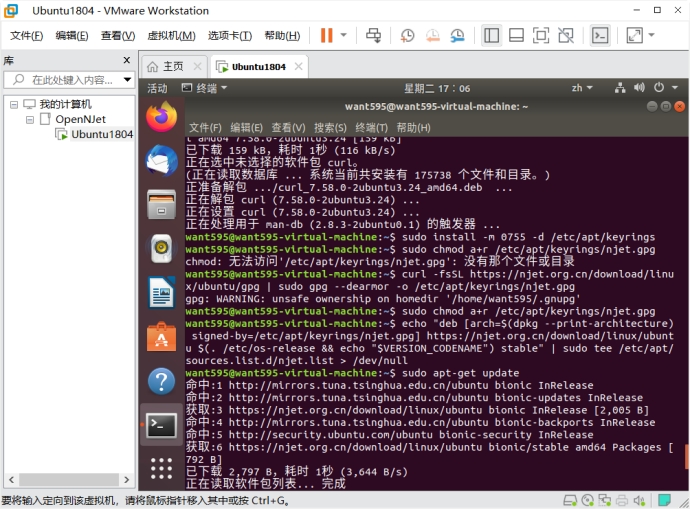 Ubuntu1804 - VMware Workstation
文件(F) 编辑(E) 查看(V) 虚拟机(M) 选项卡(T) 帮助(H)
库
在此处键入内容...
我的计算机
OpenNJet
Ubuntu1804
主页
Ubuntu1804
活动 终端 星期二 17：06 zh
want595@want595-virtual-machine: ~
文件(F) 编辑(E) 查看(V) 搜索(S) 终端(T) 帮助(H)
l amd64 7.58.0-2ubuntu3.24 [159 kB]
已下载 159 kB，耗时 1秒 (116 kB/s)
正在选中未选择的软件包 curl。
(正在读取数据库 ... 系统当前共安装有 175738 个文件和目录。)
正准备解包 .../curl_7.58.0-2ubuntu3.24_amd64.deb ...
正在解包 curl (7.58.0-2ubuntu3.24) ...
正在设置 curl (7.58.0-2ubuntu3.24) ...
正在处理用于 man-db (2.8.3-2ubuntu0.1) 的触发器 ...
want595@want595-virtual-machine:~$ sudo install -m 0755 -d /etc/apt/keyrings
want595@want595-virtual-machine:~$ sudo chmod a+r /etc/apt/keyrings/njet.gpg
chmod: 无法访问'/etc/apt/keyrings/njet.gpg': 没有那个文件或目录
want595@want595-virtual-machine:~$ curl -fsSL https://njet.org.cn/download/linu
x/ubuntu/gpg | sudo gpg --dearmor -o /etc/apt/keyrings/njet.gpg
gpg: WARNING: unsafe ownership on homedir '/home/want595/.gnupg'
want595@want595-virtual-machine:~$ sudo chmod a+r /etc/apt/keyrings/njet.gpg
want595@want595-virtual-machine:~$ echo "deb [arch=$(dpkg --print-architecture)
signed-by=/etc/apt/keyrings/njet.gpg] https://njet.org.cn/download/linux/ubunt
u $(. /etc/os-release && echo "$VERSION_CODENAME") stable" | sudo tee /etc/apt/
sources.list.d/njet.list > /dev/null
want595@want595-virtual-machine:~$ sudo apt-get update
命中:1 http://mirrors.tuna.tsinghua.edu.cn/ubuntu bionic InRelease
命中:2 http://mirrors.tuna.tsinghua.edu.cn/ubuntu bionic-updates InRelease
获取:3 https://njet.org.cn/download/linux/ubuntu bionic InRelease [2,005 B]
命中:4 http://mirrors.tuna.tsinghua.edu.cn/ubuntu bionic-backports InRelease
命中:5 http://security.ubuntu.com/ubuntu bionic-security InRelease
获取:6 https://njet.org.cn/download/linux/ubuntu bionic/stable amd64 Packages [
792 B]
已下载 2,797 B，耗时 1秒 (3,644 B/s)
正在读取软件包列表... 完成
要将输入定向到该虚拟机，请将鼠标指针移入其中或按 Ctrl+G。